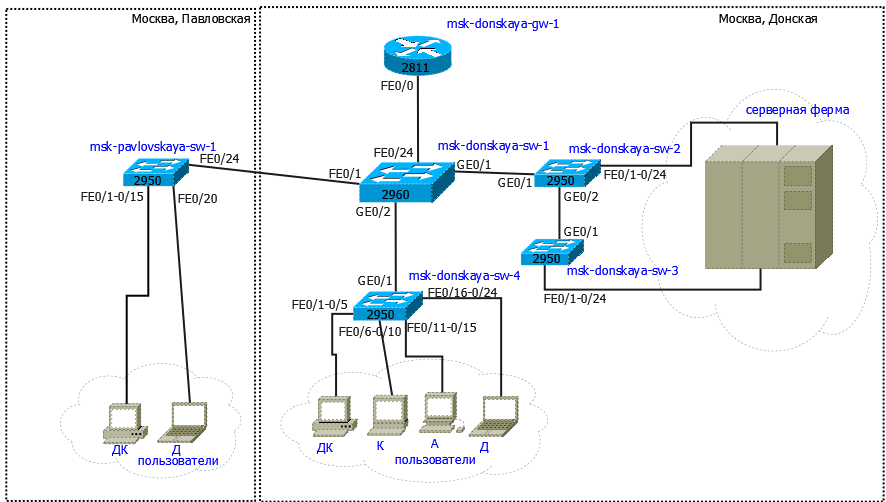 Москва, Павловская
Москва, Донская
msk-donskaya-gw-1
2811
FE0/0
серверная ферма
msk-pavlovskaya-sw-1
FE0/24
2950
FE0/1-0/15
FE0/20
FE0/24
msk-donskaya-sw-1
GE0/1
FE0/1
2960
GE0/2
msk-donskaya-sw-2
GE0/1
2950
FE0/1-0/24
GE0/2
GE0/1
2950
msk-donskaya-sw-3
FE0/1-0/24
GE0/1
msk-donskaya-sw-4
FE0/16-0/24
FE0/1-0/5
2950
FE0/6-0/10
FE0/11-0/15
ДК
Д
пользователи
ДК
К
А
Д
пользователи